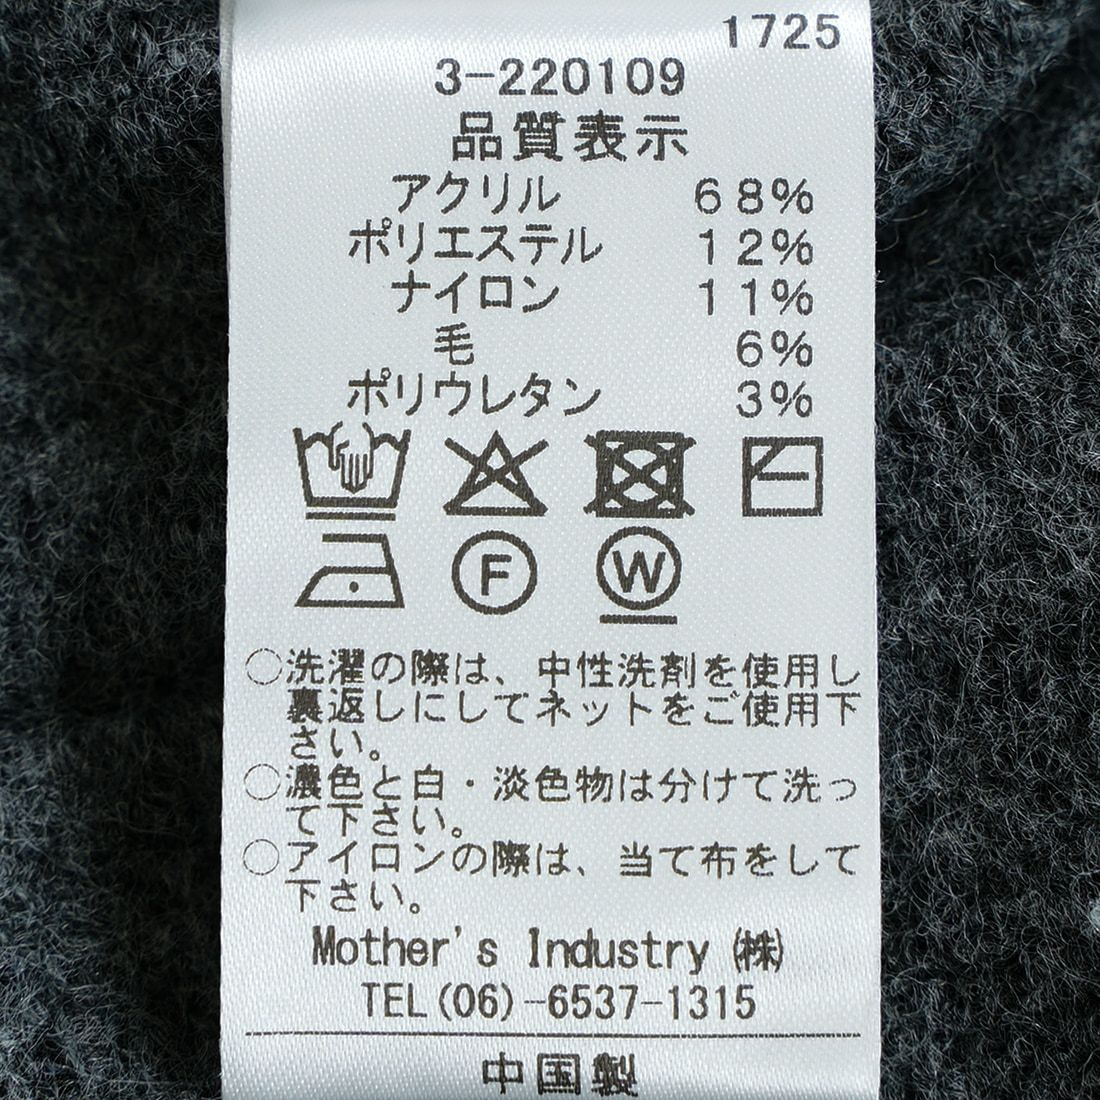 1725
3-220109
品質表示
アクリル 68%
ポリエステル 12%
ナイロン 11%
毛 6%
ポリウレタン 3%
F W
○洗濯の際は、中性洗剤を使用し
裏返しにしてネットをご使用下
さい。
○濃色と白・淡色物は分けて洗っ
て下さい。
○アイロンの際は、当て布をして
下さい。
Mother's Industry ㈱
TEL(06)-6537-1315
中国製